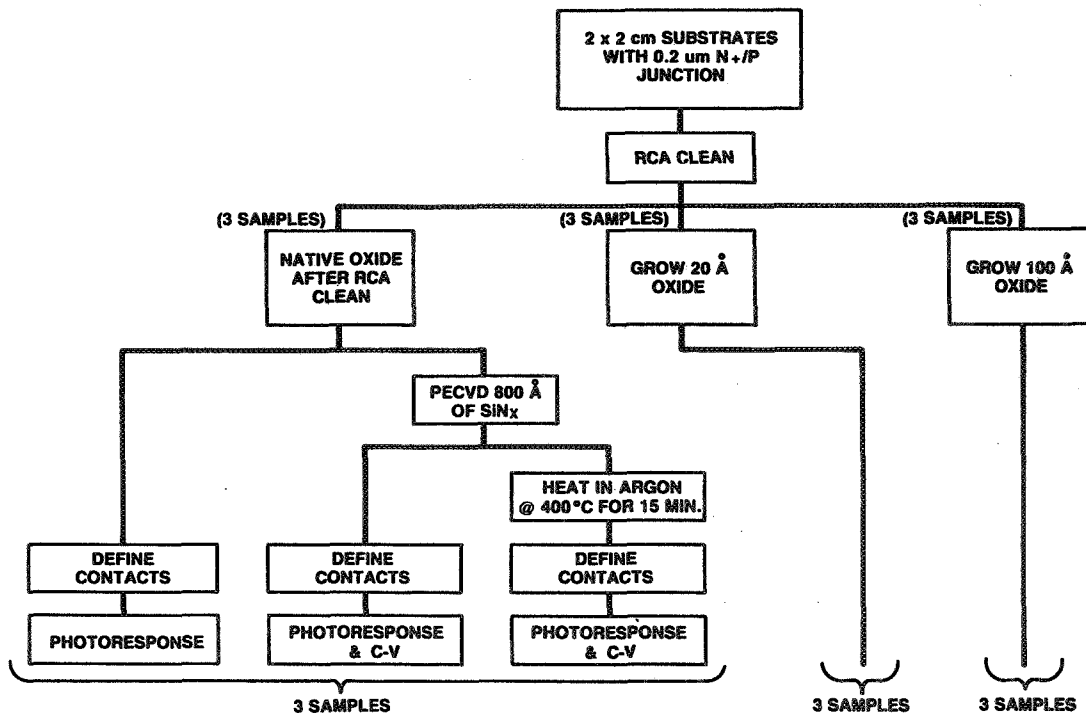 2 x 2 cm SUBSTRATES
WITH 0.2 um N+/P
JUNCTION
RCA CLEAN
(3 SAMPLES)
(3 SAMPLES)
(3 SAMPLES)
NATIVE OXIDE
AFTER RCA
CLEAN
GROW 20 Å
OXIDE
GROW 100 Å
OXIDE
PECVD 800 Å
OF SiNx
HEAT IN ARGON
@ 400°C FOR 15 MIN.
DEFINE
CONTACTS
DEFINE
CONTACTS
DEFINE
CONTACTS
PHOTORESPONSE
PHOTORESPONSE
& C-V
PHOTORESPONSE
& C-V
3 SAMPLES
3 SAMPLES
3 SAMPLES